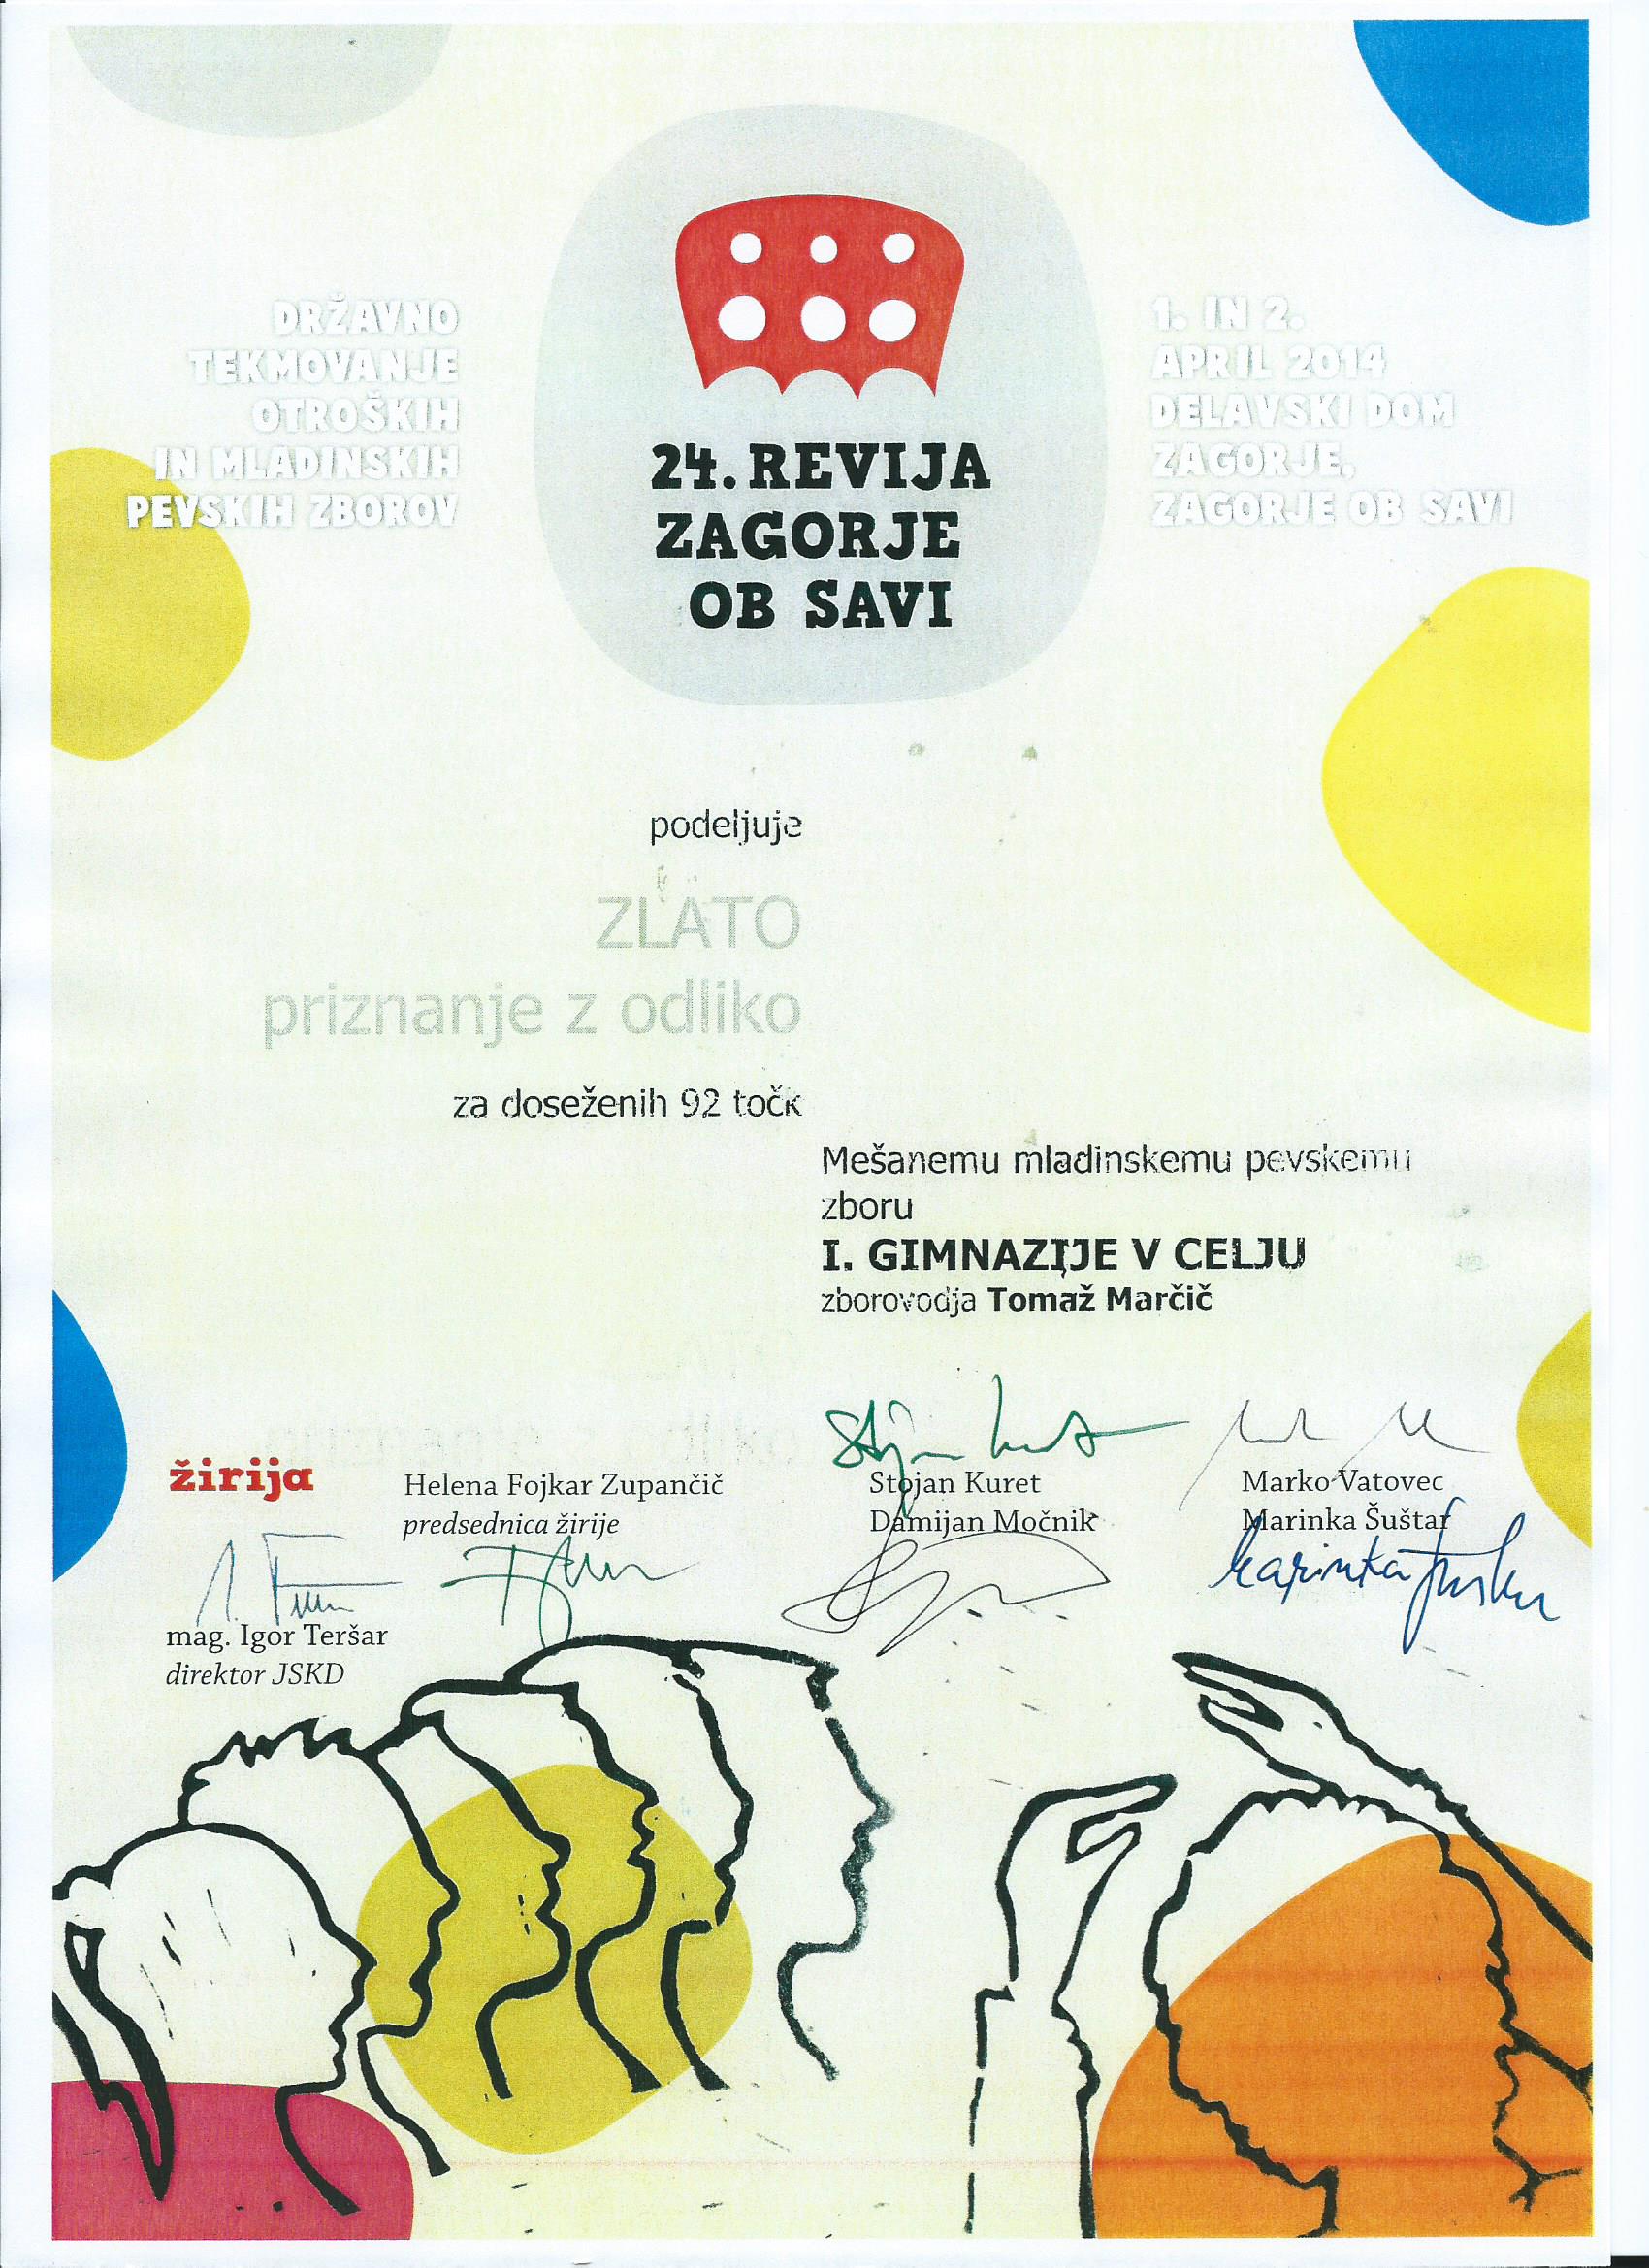 DRŽAVNO
TEKMOVANJE
OTROŠKIH
IN MLADINSKIH
PEVSKIH ZBOROV
24. REVIJA
ZAGORJE
OB SAVI
1. IN 2.
APRIL 2014
DELAVSKI DOM
ZAGORJE,
ZAGORJE OB SAVI
podeljuje
ZLATO
priznanje z odliko
za doseženih 92 točk
Mešanemu mladinskemu pevskemu
zboru
I. GIMNAZIJE V CELJU
zborovodja Tomaž Marčič
žirija
Helena Fojkar Zupančič
predsednica žirije
Stojan Kuret
Damijan Močnik
Marko Vatovec
Marinka Šuštar
mag. Igor Teršar
direktor JSKD